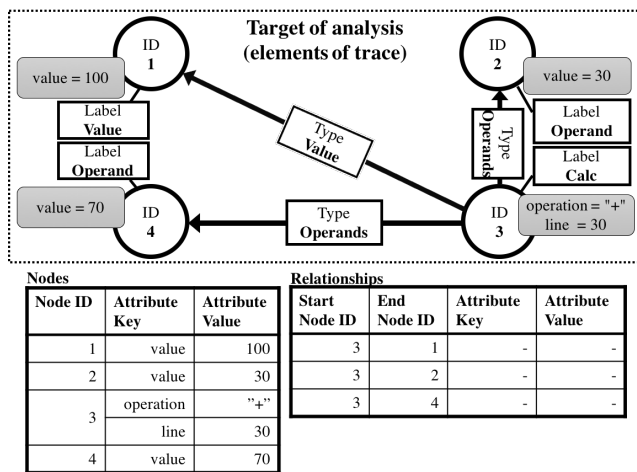 Target of analysis
(elements of trace)
ID
1
ID
2
value = 100
value = 30
Label
Value
Label
Operand
Type
Value
Type
Operands
Label
Operand
Label
Calc
value = 70
ID
4
Type
Operands
ID
3
operation = "+"
line = 30
Nodes
Node ID Attribute Key Attribute Value
1 value 100
2 value 30
3 operation ”+”
line 30
4 value 70
Relationships
Start Node ID End Node ID Attribute Key Attribute Value
3 1 - -
3 2 - -
3 4 - -